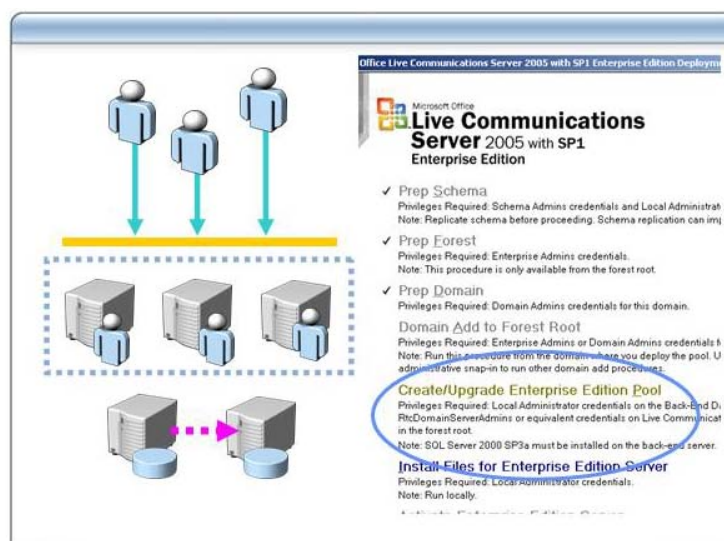 Office Live Communications Server 2005 with SP1 Enterprise Edition
Microsoft Office
Live Communications
Server 2005 with SP1
Enterprise Edition
✓ Prep Schema
Privileges Required: Schema Admins credentials and Local
Note: Replicate schema before proceeding. Schema replication can
✓ Prep Forest
Privileges Required: Enterprise Admins credentials.
Note: This procedure is only available from the forest root.
✓ Prep Domain
Privileges Required: Domain Admins credentials for this domain.
Domain Add to Forest Root
Privileges Required: Enterprise Admins or Domain Admins credentials
Note: Run this procedure from the domain where you deploy the pool.
administrative snap-in to run other domain add procedures.
Create/Upgrade Enterprise Edition Pool
Privileges Required: Local Administrator credentials on the Back-End
RtcDomainServerAdmins or equivalent credentials on Live
in the forest root.
Note: SQL Server 2000 SP3a must be installed on the back-end server.
Install Files for Enterprise Edition Server
Privileges Required: Local Administrator credentials.
Note: Run locally.